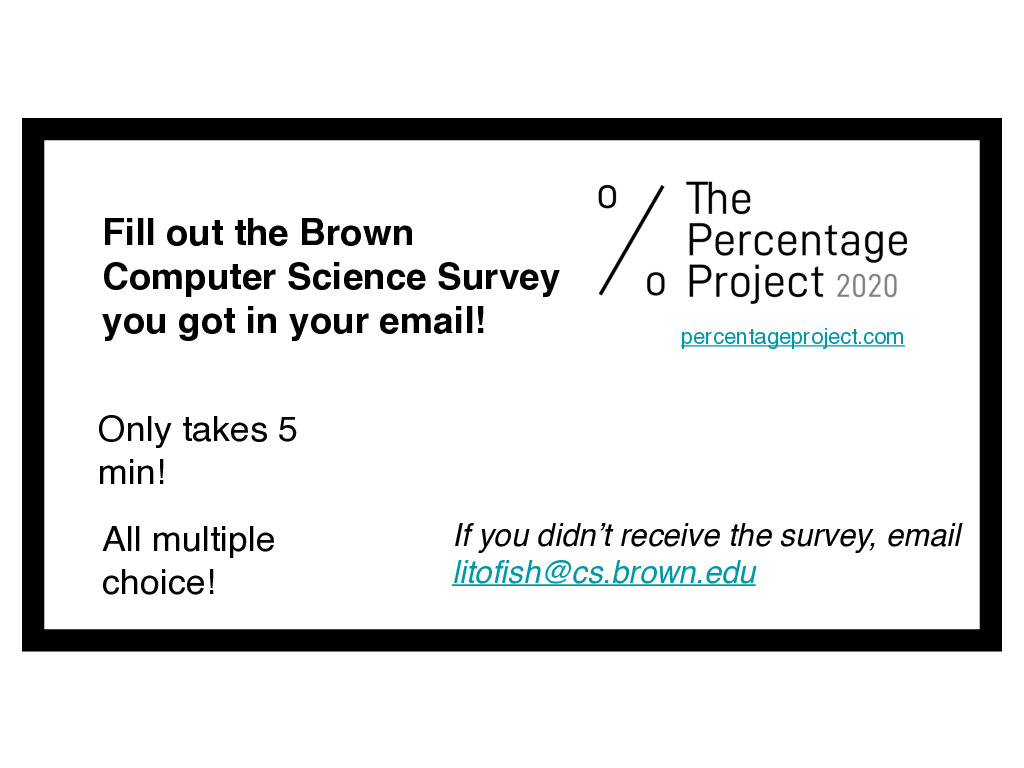 Fill out the Brown
Computer Science Survey
you got in your email!
% The
Percentage
Project 2020
percentageproject.com
Only takes 5
min!
All multiple
choice!
If you didn’t receive the survey, email
litofish@cs.brown.edu